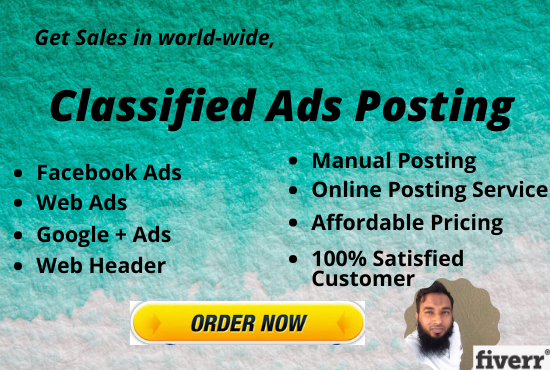 Get Sales in world-wide,
Classified Ads Posting
• Facebook Ads
• Web Ads
• Google + Ads
• Web Header
• Manual Posting
• Online Posting Service
• Affordable Pricing
• 100% Satisfied
Customer
ORDER NOW
fiverr®